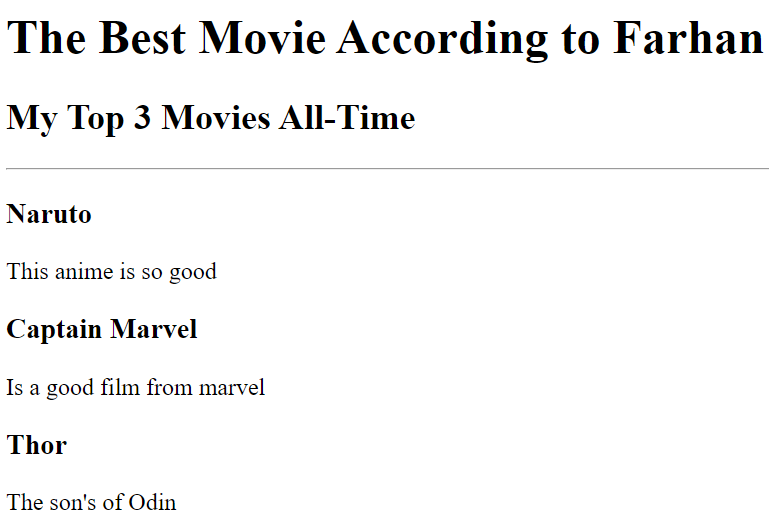 The Best Movie According to Farhan
My Top 3 Movies All-Time
Naruto
This anime is so good
Captain Marvel
Is a good film from marvel
Thor
The son's of Odin